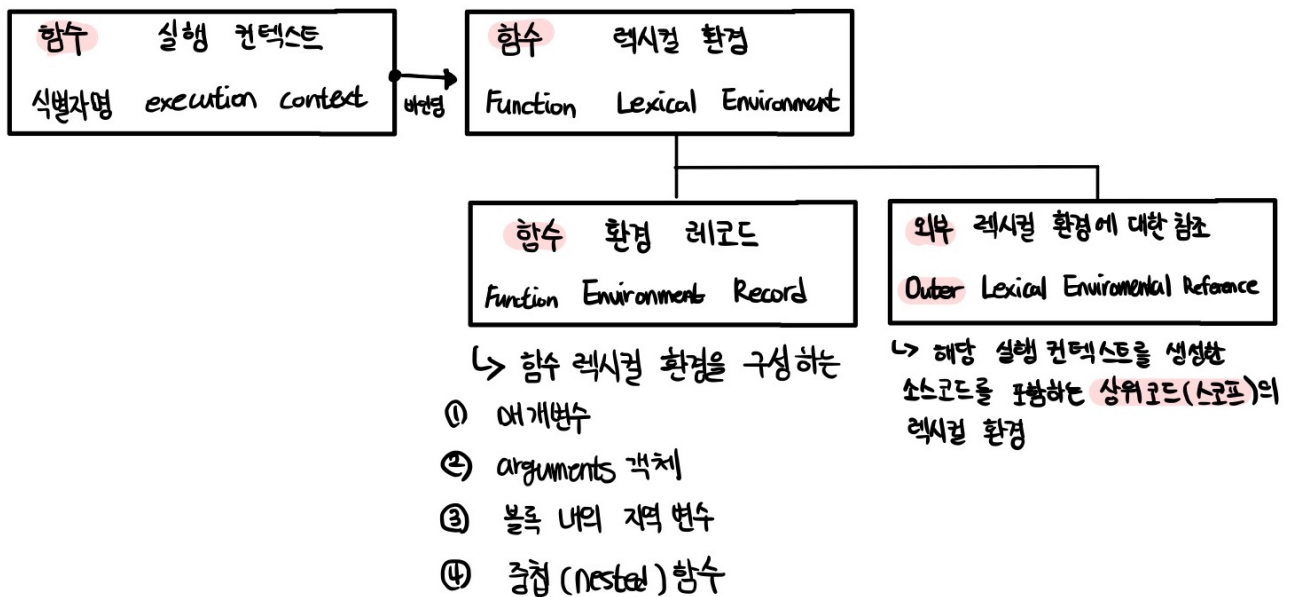 함수 실행 컨텍스트
식별자명 execution context
바인딩
함수 렉시컬 환경
Function Lexical Environment
함수 환경 레코드
Function Environment Record
외부 렉시컬 환경에 대한 참조
Outer Lexical Enviromental Reference
↳ 함수 렉시컬 환경을 구성하는
① 매개변수
② arguments 객체
③ 블록 내의 지역 변수
④ 중첩 (nested) 함수
↳ 해당 실행 컨텍스트를 생성한
소스코드를 포함하는 상위코드(스코프)의
렉시컬 환경